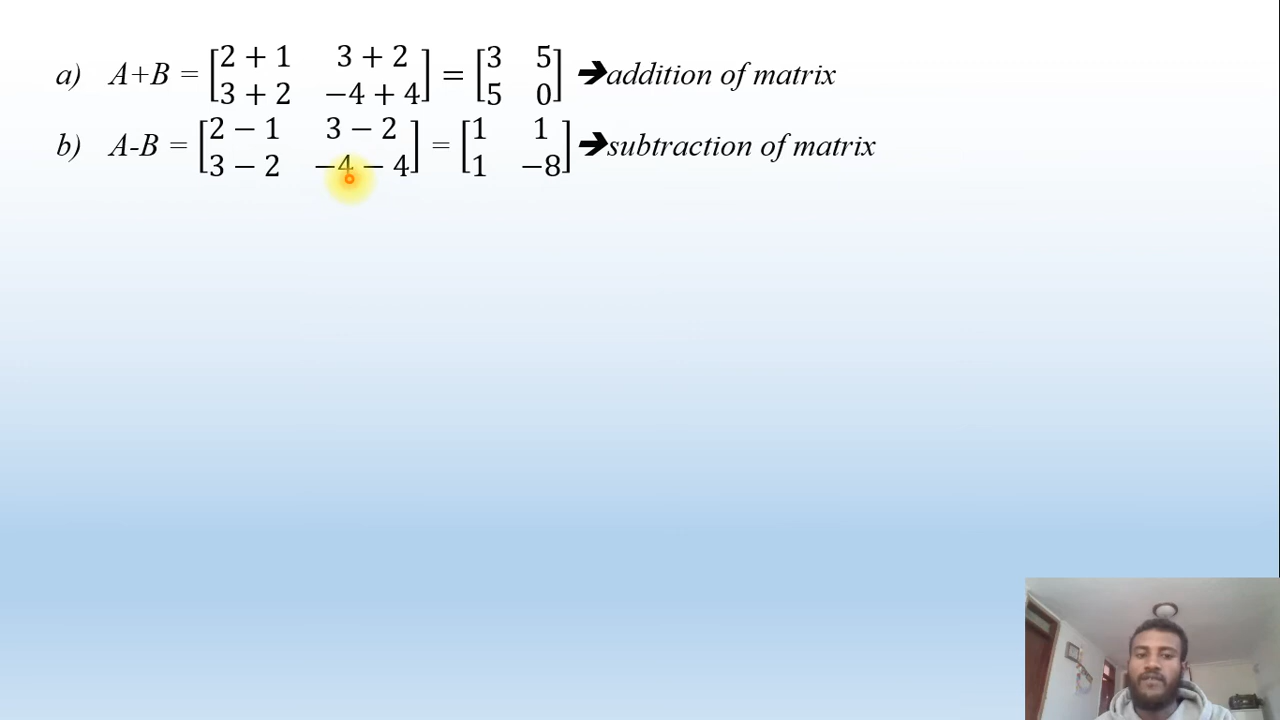 a) A+B = [2 + 1 3 + 2 3 + 2 −4 + 4] = [3 5 5 0] ➔addition of matrix
b) A-B = [2 − 1 3 − 2 3 − 2 −4 − 4] = [1 1 1 −8] ➔subtraction of matrix